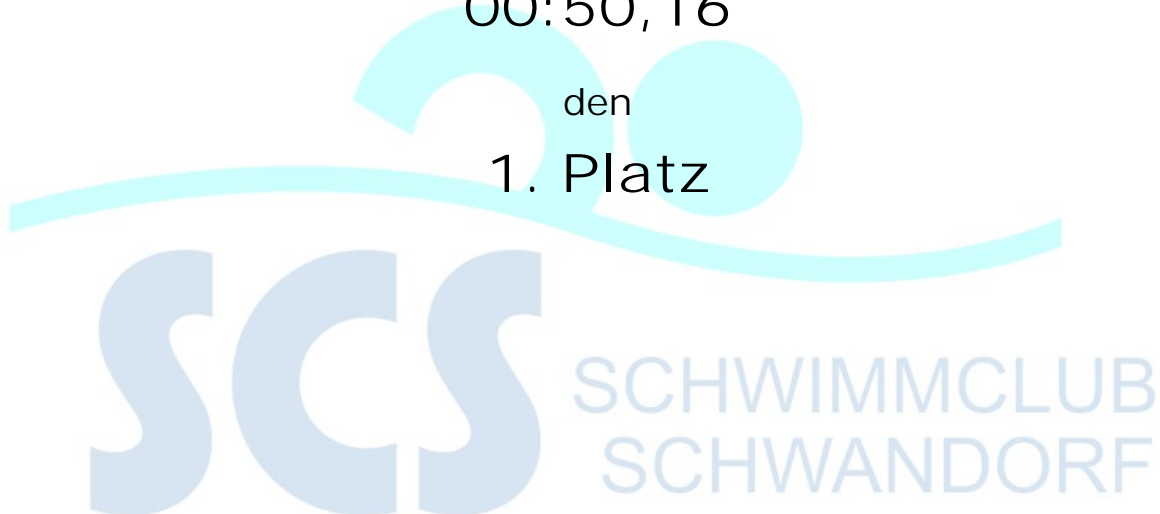 00:50,16
den
1. Platz
SCS
SCHWIMMCLUB
SCHWANDORF